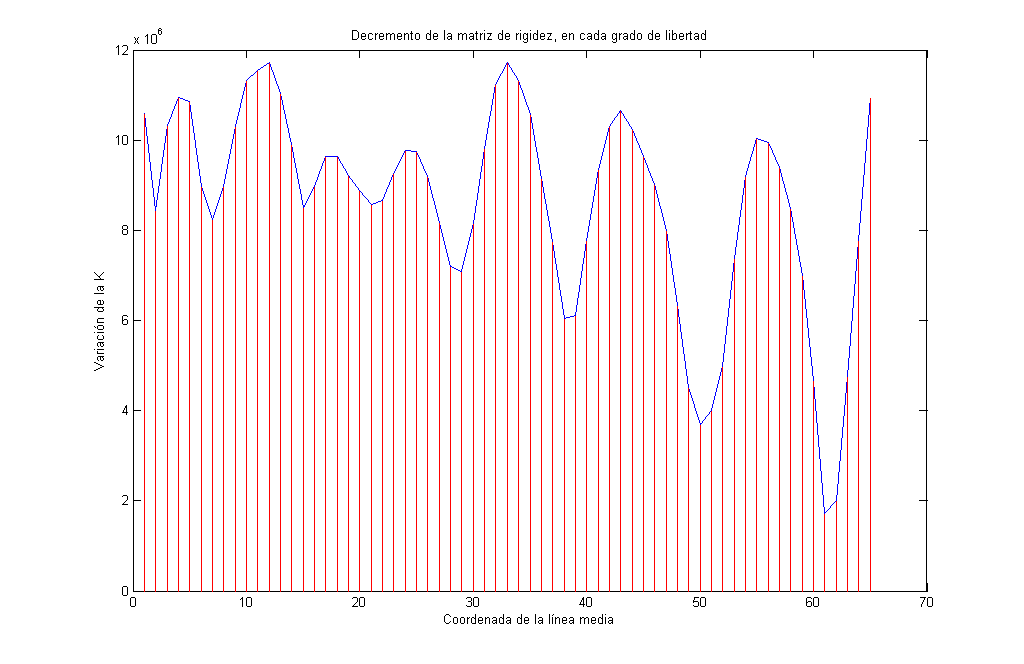 Decremento de la matriz de rigidez, en cada grado de libertad
x 10^6
12
10
8
6
4
2
0
Variación de la K
0 10 20 30 40 50 60 70
Coordenada de la línea media